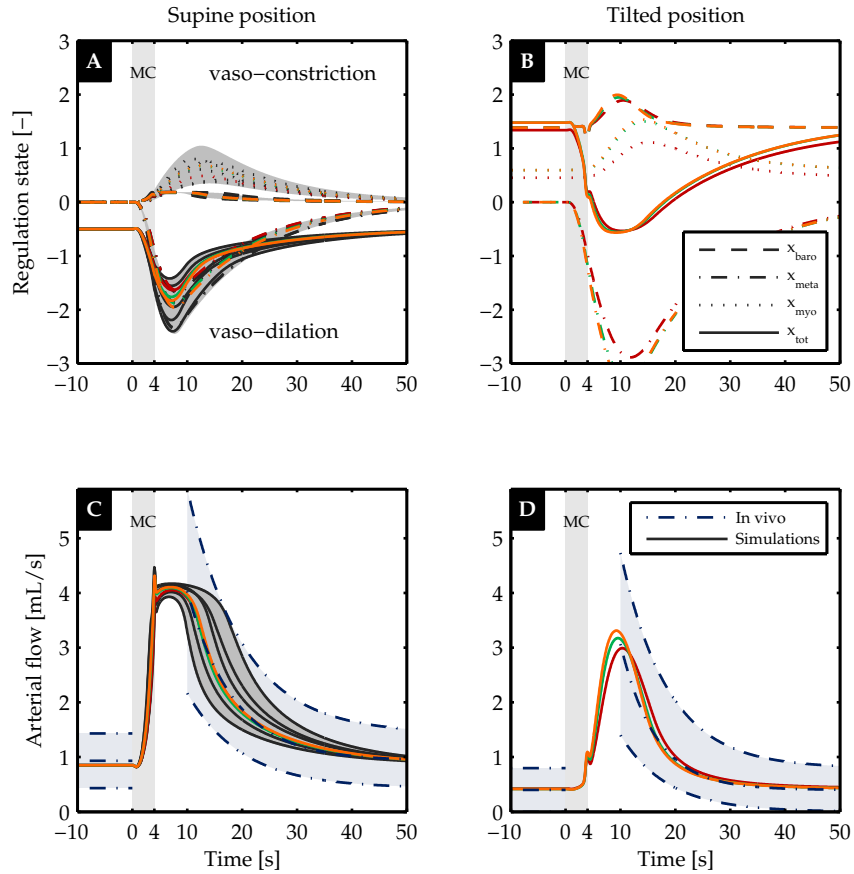 Supine position
Tilted position
A
MC
vaso-constriction
vaso-dilation
Regulation state [-]
3
2
1
0
-1
-2
-3
-10 0 4 10 20 30 40 50
B
MC
x_baro
x_meta
x_myo
x_tot
3
2
1
0
-1
-2
-3
-10 0 4 10 20 30 40 50
C
MC
Arterial flow [mL/s]
5
4
3
2
1
0
-10 0 4 10 20 30 40 50
Time [s]
D
MC
In vivo
Simulations
5
4
3
2
1
0
-10 0 4 10 20 30 40 50
Time [s]